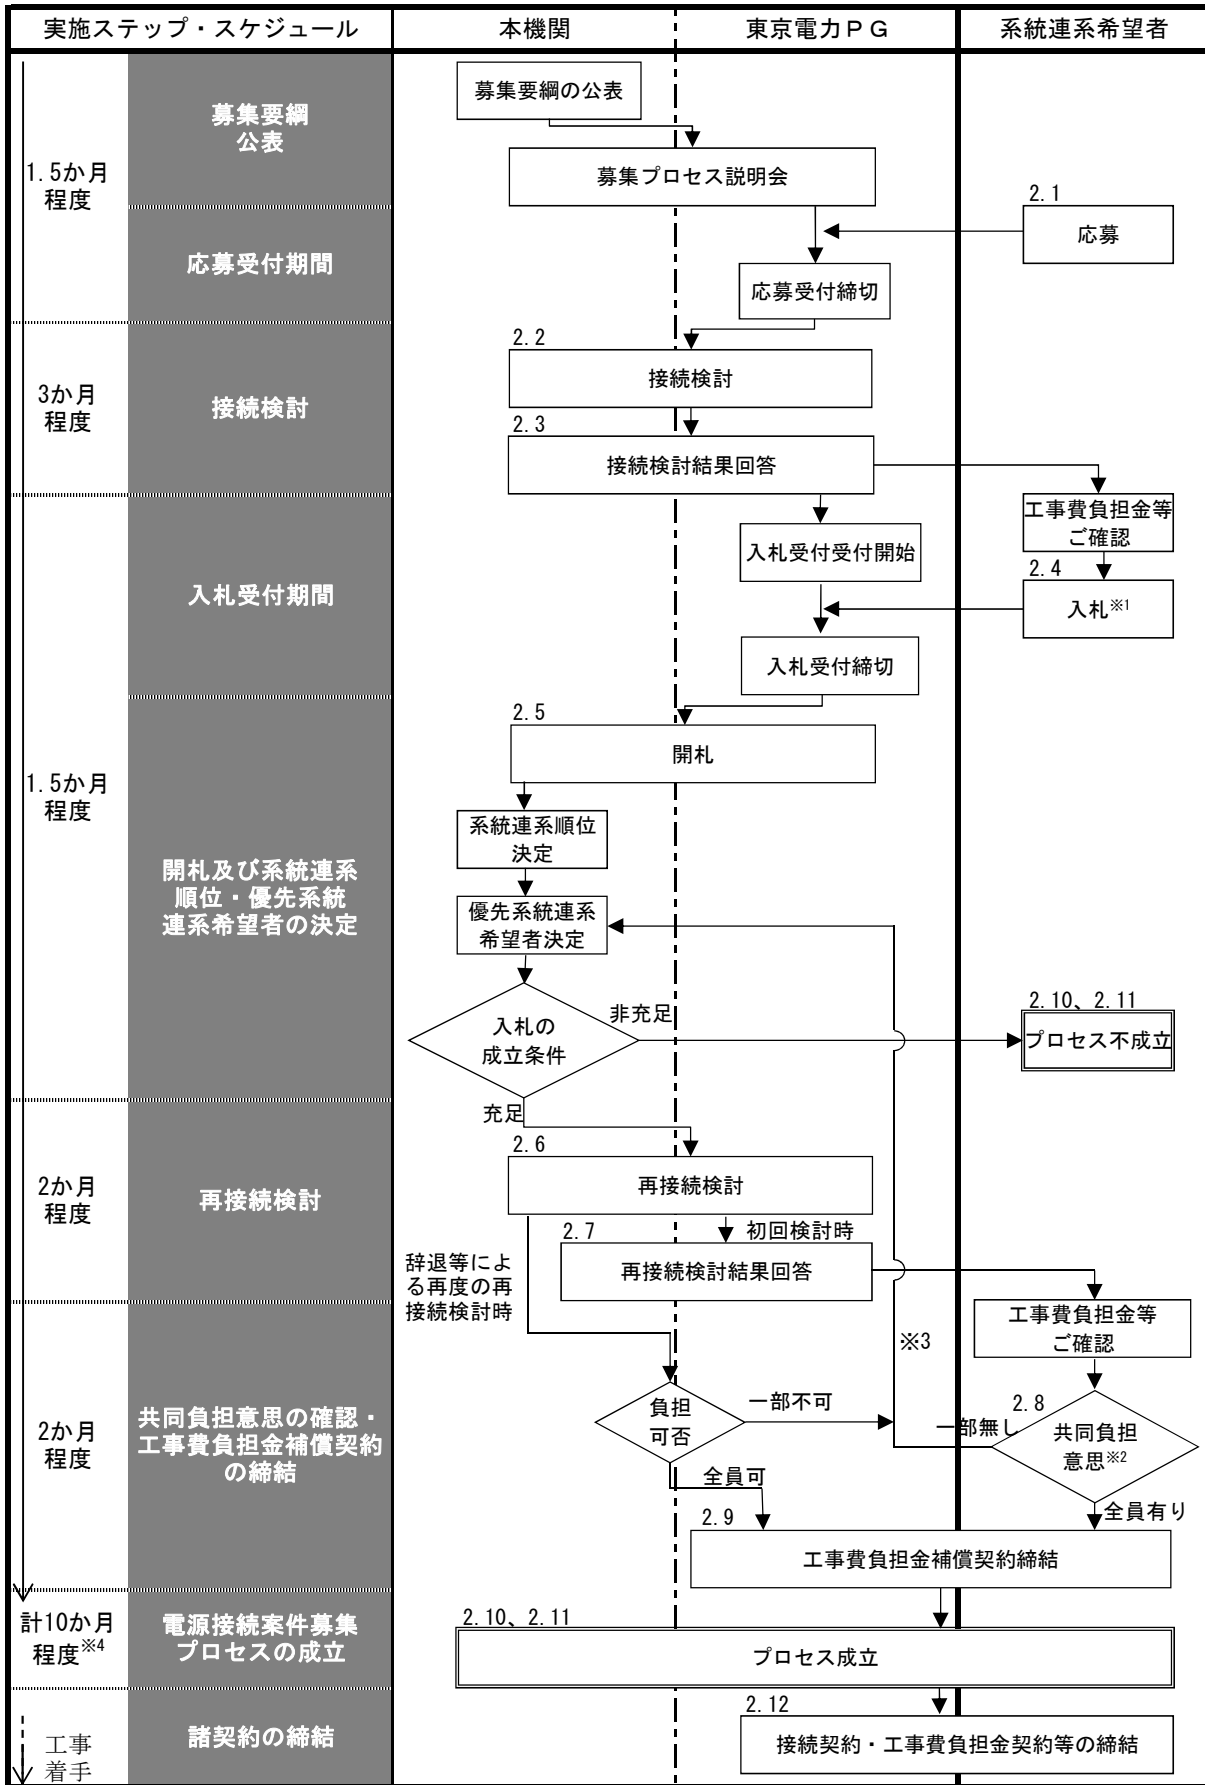 実施ステップ・スケジュール
本機関
東京電力ＰＧ
系統連系希望者
1.5か月
程度
募集要綱
公表
募集要綱の公表
募集プロセス説明会
応募受付期間
2.1
応募
応募受付締切
3か月
程度
接続検討
2.2
接続検討
2.3
接続検討結果回答
工事費負担金等
ご確認
入札受付期間
入札受付受付開始
2.4
入札※1
入札受付締切
1.5か月
程度
開札及び系統連系
順位・優先系統
連系希望者の決定
2.5
開札
系統連系順位
決定
優先系統連系
希望者決定
入札の
成立条件
非充足
2.10、2.11
プロセス不成立
充足
2か月
程度
再接続検討
2.6
再接続検討
初回検討時
2.7
再接続検討結果回答
辞退等によ
る再度の再
接続検討時
工事費負担金等
ご確認
※3
2か月
程度
共同負担意思の確認・
工事費負担金補償契約
の締結
負担
可否
一部不可
一部無し
2.8
共同負担
意思※2
全員可
全員有り
2.9
工事費負担金補償契約締結
計10か月
程度※4
電源接続案件募集
プロセスの成立
2.10、2.11
プロセス成立
工事
着手
諸契約の締結
2.12
接続契約・工事費負担金契約等の締結